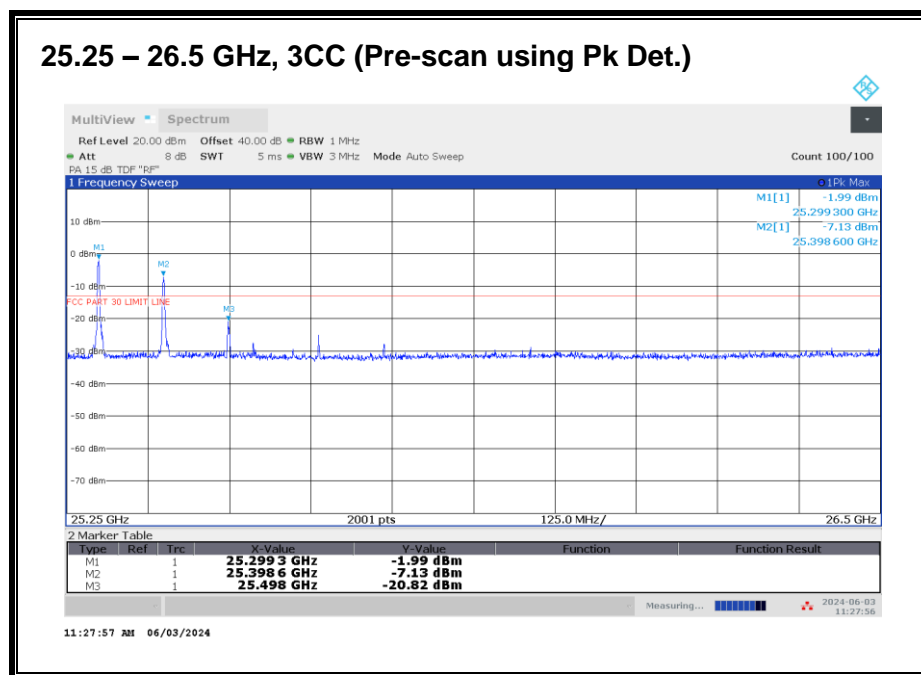 25.25 – 26.5 GHz, 3CC (Pre-scan using Pk Det.)
R&S
MultiView Spectrum
Ref Level 20.00 dBm Offset 40.00 dB RBW 1 MHz
Att 8 dB SWT 5 ms VBW 3 MHz Mode Auto Sweep Count 100/100
PA 15 dB TDF "RF"
1 Frequency Sweep 1Pk Max
M1[1] -1.99 dBm
25.299 300 GHz
10 dBm
M2[1] -7.13 dBm
25.398 600 GHz
M1
0 dBm
M2
-10 dBm
FCC PART 30 LIMIT LINE
M3
-20 dBm
-30 dBm
-40 dBm
-50 dBm
-60 dBm
-70 dBm
25.25 GHz 2001 pts 125.0 MHz/ 26.5 GHz
2 Marker Table
Type Ref Trc X-Value Y-Value Function Function Result
M1 1 25.299 3 GHz -1.99 dBm
M2 1 25.398 6 GHz -7.13 dBm
M3 1 25.498 GHz -20.82 dBm
Measuring... 2024-06-03
11:27:56
11:27:57 AM 06/03/2024